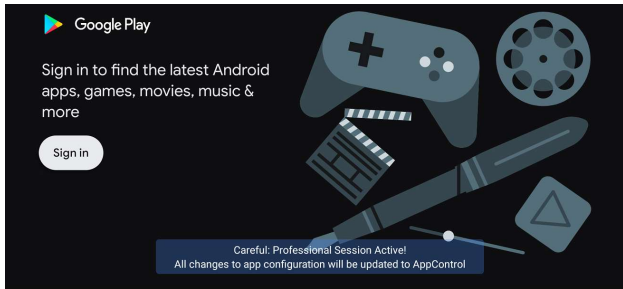 Google Play
Sign in to find the latest Android
apps, games, movies, music &
more
Sign in
Careful: Professional Session Active!
All changes to app configuration will be updated to AppControl